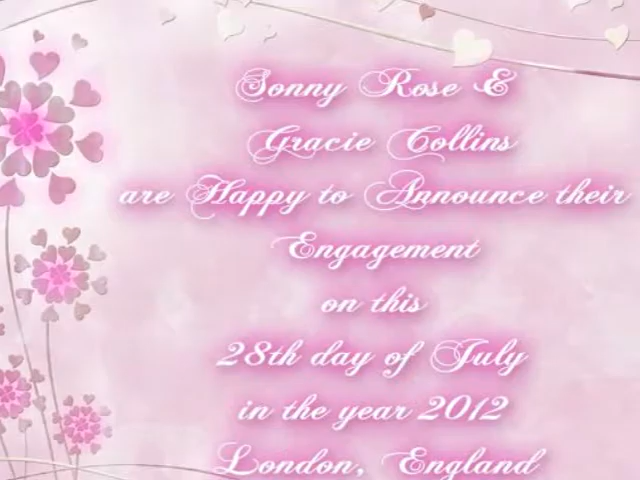 Sonny Rose &
Gracie Collins
are Happy to Announce their
Engagement
on this
28th day of July
in the year 2012
London, England